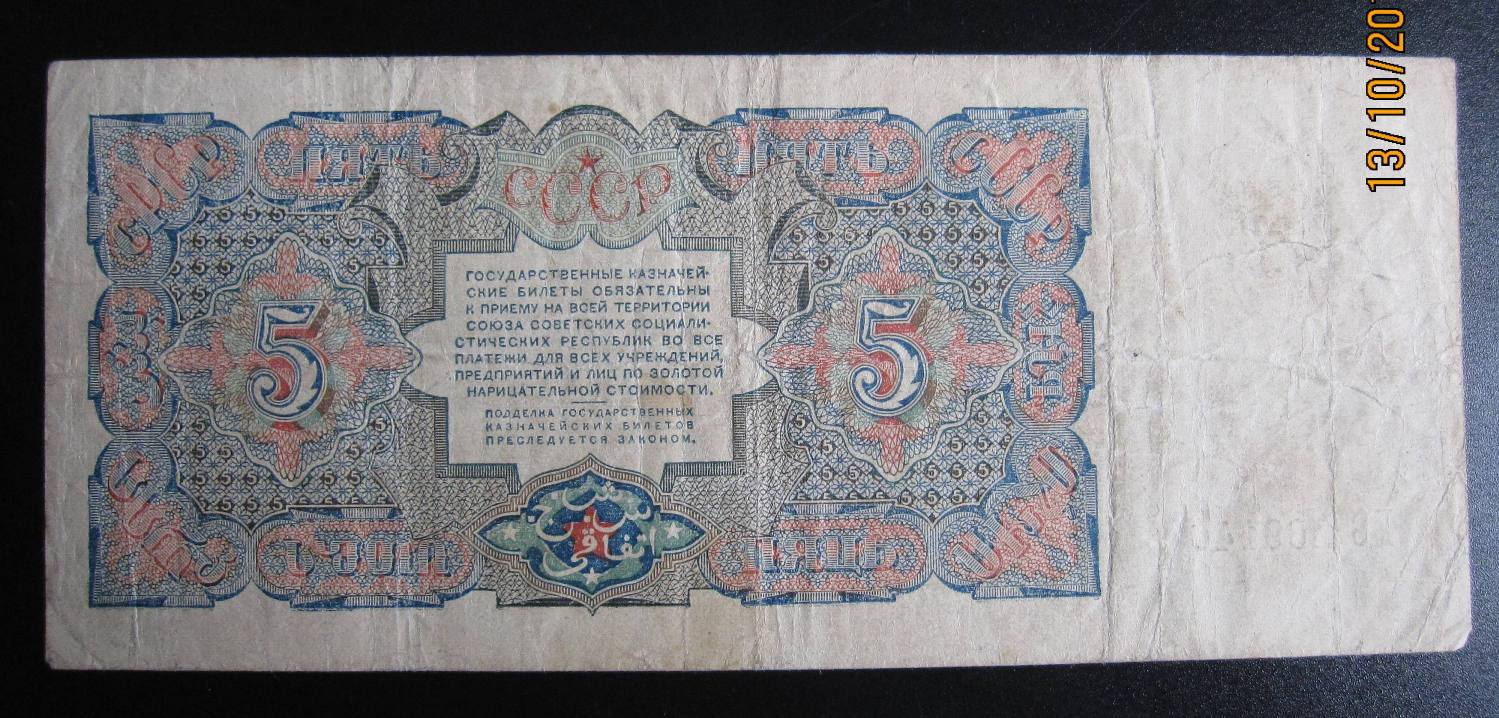 13/10/20
СССР
ПЯТЬ
ПЯТЬ
СССР
СССР
ГОСУДАРСТВЕННЫЕ КАЗНАЧЕЙ-
СКИЕ БИЛЕТЫ ОБЯЗАТЕЛЬНЫ
К ПРИЕМУ НА ВСЕЙ ТЕРРИТОРИИ
СОЮЗА СОВЕТСКИХ СОЦИАЛИ-
СТИЧЕСКИХ РЕСПУБЛИК ВО ВСЕ
ПЛАТЕЖИ ДЛЯ ВСЕХ УЧРЕЖДЕНИЙ,
ПРЕДПРИЯТИЙ И ЛИЦ ПО ЗОЛОТОЙ
НАРИЦАТЕЛЬНОЙ СТОИМОСТИ.
5
5
ПОДДЕЛКА ГОСУДАРСТВЕННЫХ
КАЗНАЧЕЙСКИХ БИЛЕТОВ
ПРЕСЛЕДУЕТСЯ ЗАКОНОМ.